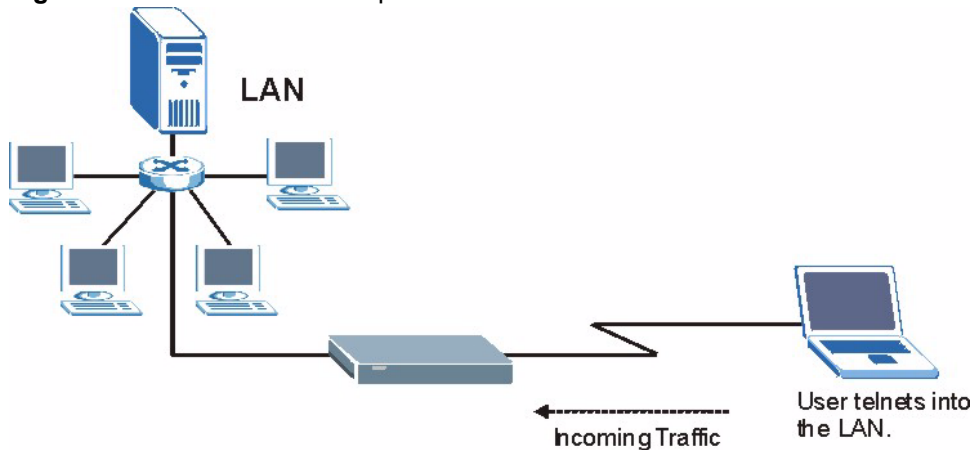 LAN
User telnets into
the LAN.
Incoming Traffic